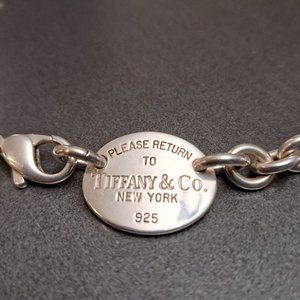 PLEASE RETURN
TO
TIFFANY & CO.
NEW YORK
925